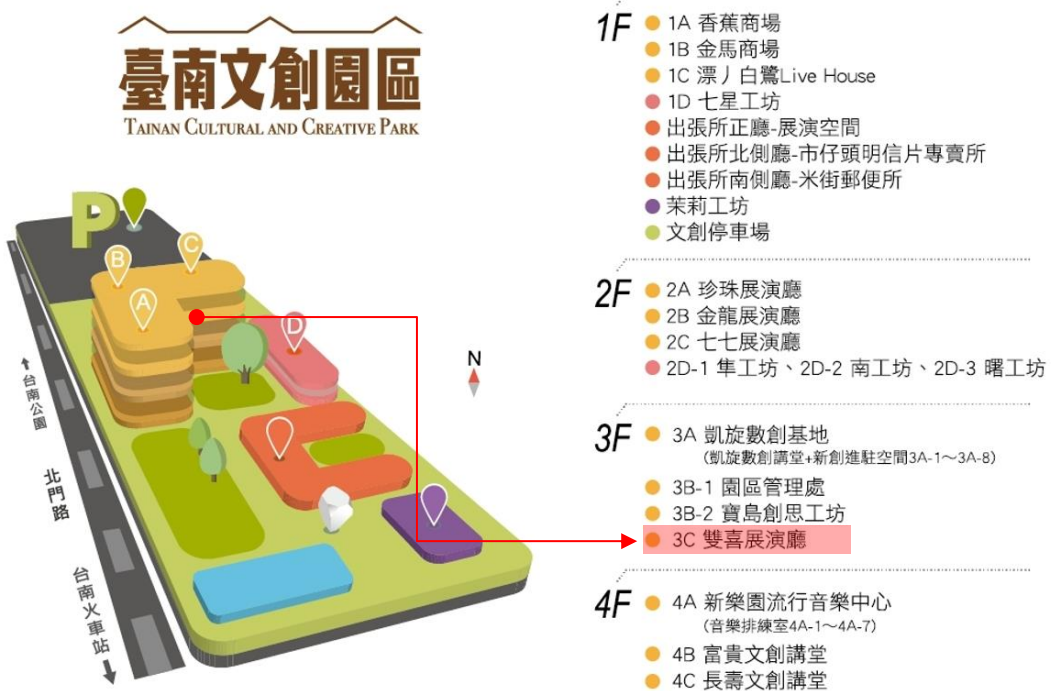 臺南文創園區
TAINAN CULTURAL AND CREATIVE PARK
P
B
C
A
D
N
台南公園
北門路
台南火車站
1F
1A 香蕉商場
1B 金馬商場
1C 漂丿白鷺Live House
1D 七星工坊
出張所正廳-展演空間
出張所北側廳-市仔頭明信片專賣所
出張所南側廳-米街郵便所
茉莉工坊
文創停車場
2F
2A 珍珠展演廳
2B 金龍展演廳
2C 七七展演廳
2D-1 隼工坊、2D-2 南工坊、2D-3 曙工坊
3F
3A 凱旋數創基地
(凱旋數創講堂+新創進駐空間3A-1～3A-8)
3B-1 園區管理處
3B-2 寶島創思工坊
3C 雙喜展演廳
4F
4A 新樂園流行音樂中心
(音樂排練室4A-1～4A-7)
4B 富貴文創講堂
4C 長壽文創講堂